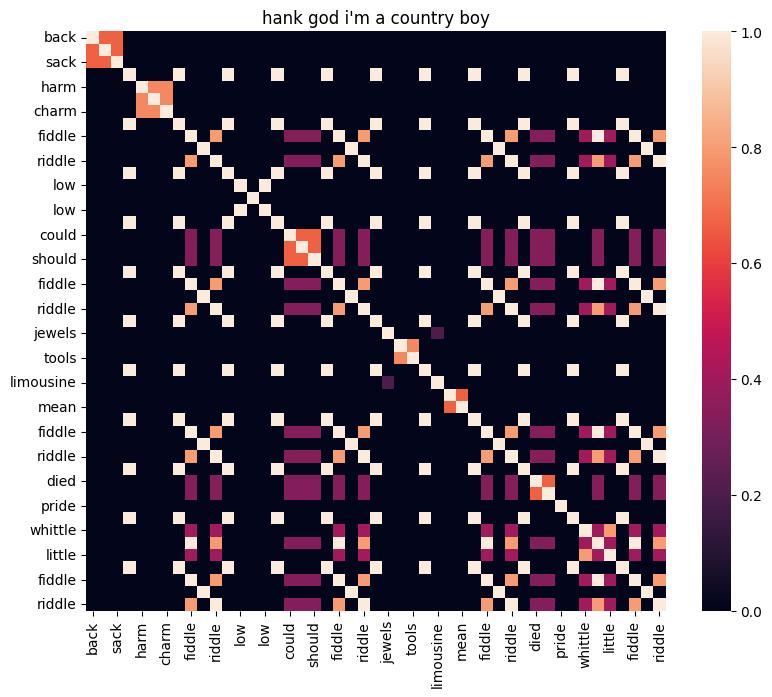 hank god i'm a country boy
back
sack
harm
charm
fiddle
riddle
low
low
could
should
fiddle
riddle
jewels
tools
limousine
mean
fiddle
riddle
died
pride
whittle
little
fiddle
riddle
back
sack
harm
charm
fiddle
riddle
low
low
could
should
fiddle
riddle
jewels
tools
limousine
mean
fiddle
riddle
died
pride
whittle
little
fiddle
riddle
1.0
0.8
0.6
0.4
0.2
0.0